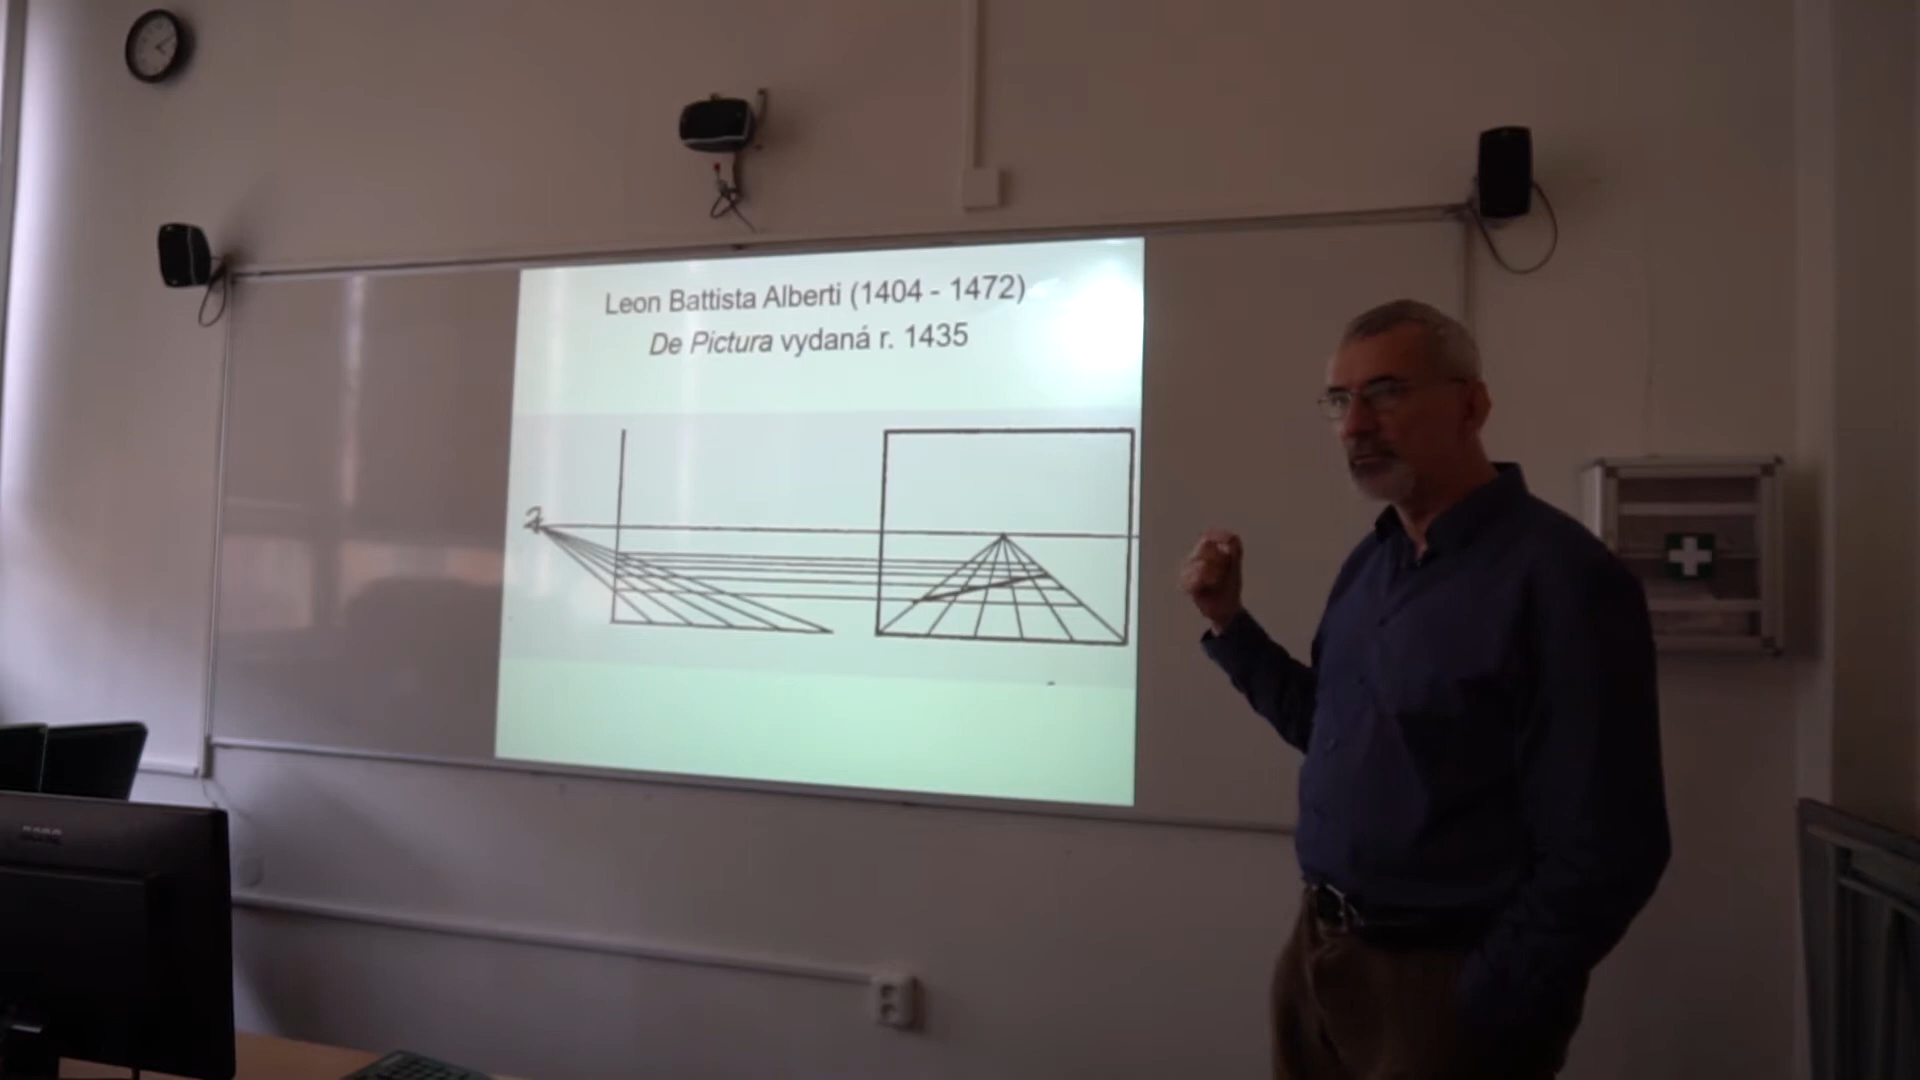 Leon Battista Alberti (1404 - 1472)
De Pictura vydaná r. 1435